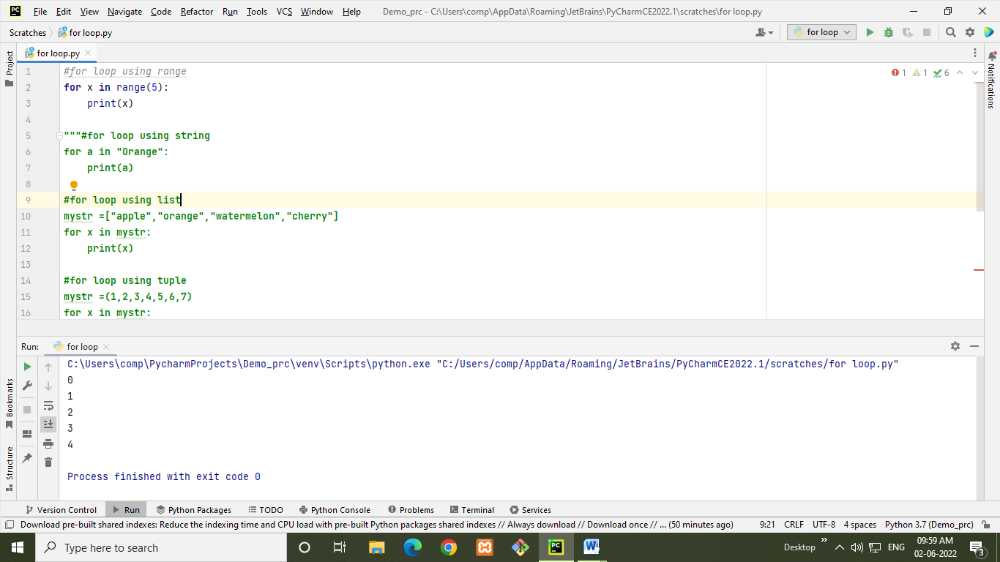 PC File Edit View Navigate Code Refactor Run Tools VCS Window Help Demo_prc - C:\Users\comp\AppData\Roaming\JetBrains\PyCharmCE2022.1\scratches\for loop.py
Scratches for loop.py for loop
for loop.py
Project
Notifications
1 #for loop using range
1 1 6
2 for x in range(5):
3 print(x)
4
5 """#for loop using string
6 for a in "Orange":
7 print(a)
8
9 #for loop using list
10 mystr =["apple","orange","watermelon","cherry"]
11 for x in mystr:
12 print(x)
13
14 #for loop using tuple
15 mystr =(1,2,3,4,5,6,7)
16 for x in mystr:
Run: for loop
C:\Users\comp\PycharmProjects\Demo_prc\venv\Scripts\python.exe "C:/Users/comp/AppData/Roaming/JetBrains/PyCharmCE2022.1/scratches/for loop.py"
0
1
2
3
4
Process finished with exit code 0
Bookmarks
Structure
Version Control Run Python Packages TODO Python Console Problems Terminal Services
Download pre-built shared indexes: Reduce the indexing time and CPU load with pre-built Python packages shared indexes // Always download // Download once // ... (50 minutes ago) 9:21 CRLF UTF-8 4 spaces Python 3.7 (Demo_prc)
Type here to search PC W Desktop ENG 09:59 AM
02-06-2022 3